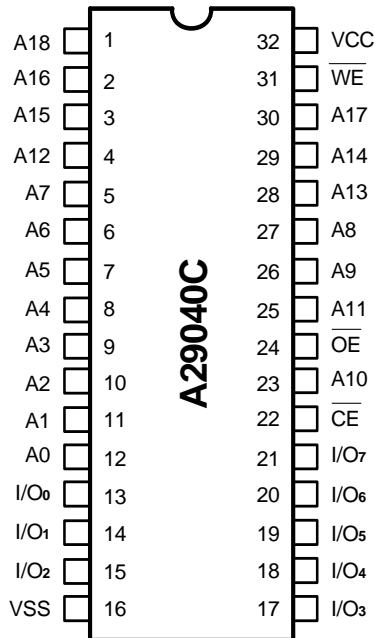 A18 1 32 VCC
A16 2 31 W̅E̅
A15 3 30 A17
A12 4 29 A14
A7 5 28 A13
A6 6 27 A8
A5 7 26 A9
A4 8 25 A11
A3 9 24 O̅E̅
A2 10 23 A10
A1 11 22 C̅E̅
A0 12 21 I/O₇
I/O₀ 13 20 I/O₆
I/O₁ 14 19 I/O₅
I/O₂ 15 18 I/O₄
VSS 16 17 I/O₃
A29040C